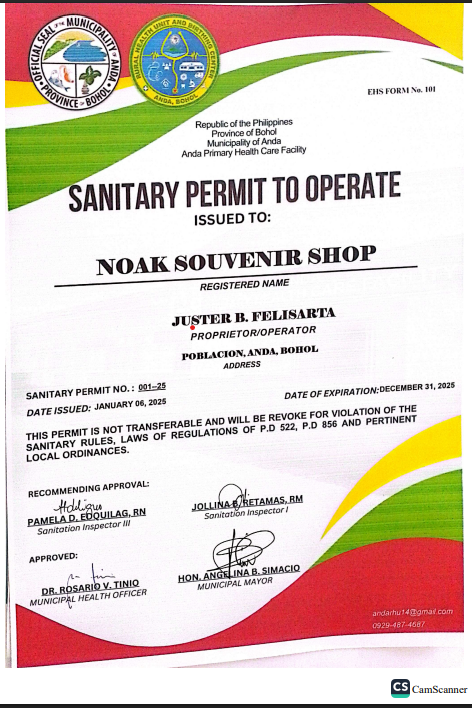 OFFICIAL SEAL OF THE MUNICIPALITY OF ANDA
PROVINCE OF BOHOL
RURAL HEALTH UNIT AND BIRTHING CENTER
ANDA, BOHOL
EHS FORM No. 101
Republic of the Philippines
Province of Bohol
Municipality of Anda
Anda Primary Health Care Facility
SANITARY PERMIT TO OPERATE
ISSUED TO:
NOAK SOUVENIR SHOP
REGISTERED NAME
JUSTER B. FELISARTA
PROPRIETOR/OPERATOR
POBLACION, ANDA, BOHOL
ADDRESS
SANITARY PERMIT NO. : 001-25
DATE ISSUED: JANUARY 06, 2025
DATE OF EXPIRATION:DECEMBER 31, 2025
THIS PERMIT IS NOT TRANSFERABLE AND WILL BE REVOKE FOR VIOLATION OF THE
SANITARY RULES, LAWS OF REGULATIONS OF P.D 522, P.D 856 AND PERTINENT
LOCAL ORDINANCES.
RECOMMENDING APPROVAL:
PAMELA D. EDQUILAG, RN
Sanitation Inspector III
JOLLINA B. RETAMAS, RM
Sanitation Inspector I
APPROVED:
DR. ROSARIO V. TINIO
MUNICIPAL HEALTH OFFICER
HON. ANGELINA B. SIMACIO
MUNICIPAL MAYOR
andarhu14@gmail.com
0929-487-4687
CS CamScanner